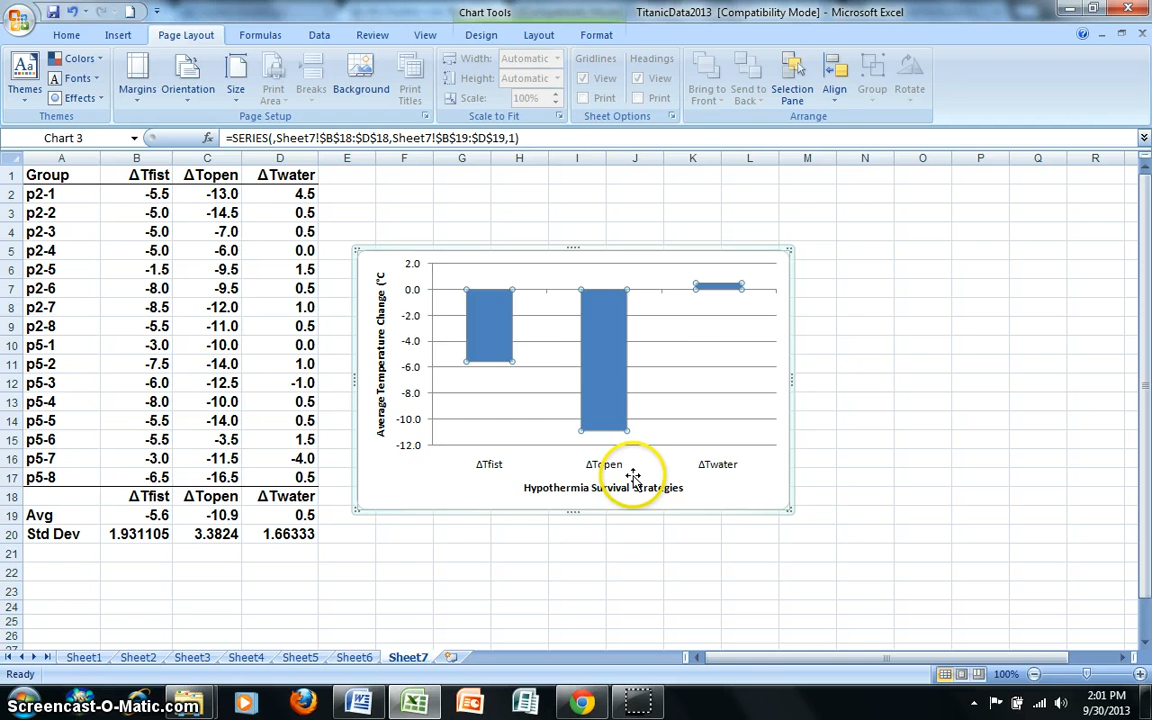 Chart Tools
TitanicData2013 [Compatibility Mode] - Microsoft Excel
Home Insert Page Layout Formulas Data Review View Design Layout Format
Themes Colors Fonts Effects Themes
Margins Orientation Size Print Area Breaks Background Print Titles Page Setup
Width: Automatic Height: Automatic Scale: 100% Scale to Fit
Gridlines View Print Headings View Print Sheet Options
Bring to Front Send to Back Selection Pane Align Group Rotate Arrange
Chart 3 fx =SERIES(,Sheet7!$B$18:$D$18,Sheet7!$B$19:$D$19,1)
A B C D E F G H I J K L M N O P Q R
1 Group ΔTfist ΔTopen ΔTwater
2 p2-1 -5.5 -13.0 4.5
3 p2-2 -5.0 -14.5 0.5
4 p2-3 -5.0 -7.0 0.5
5 p2-4 -5.0 -6.0 0.0
6 p2-5 -1.5 -9.5 1.5
7 p2-6 -8.0 -9.5 0.5
8 p2-7 -8.5 -12.0 1.0
9 p2-8 -5.5 -11.0 0.5
10 p5-1 -3.0 -10.0 0.0
11 p5-2 -7.5 -14.0 1.0
12 p5-3 -6.0 -12.5 -1.0
13 p5-4 -8.0 -10.0 0.5
14 p5-5 -5.5 -14.0 0.5
15 p5-6 -5.5 -3.5 1.5
16 p5-7 -3.0 -11.5 -4.0
17 p5-8 -6.5 -16.5 0.5
18 ΔTfist ΔTopen ΔTwater
19 Avg -5.6 -10.9 0.5
20 Std Dev 1.931105 3.3824 1.66333
21
22
23
24
25
26
27
Average Temperature Change (°C
2.0
0.0
-2.0
-4.0
-6.0
-8.0
-10.0
-12.0
ΔTfist ΔTopen ΔTwater
Hypothermia Survival Strategies
Sheet1 Sheet2 Sheet3 Sheet4 Sheet5 Sheet6 Sheet7
Ready 100%
Screencast-O-Matic.com
2:01 PM
9/30/2013